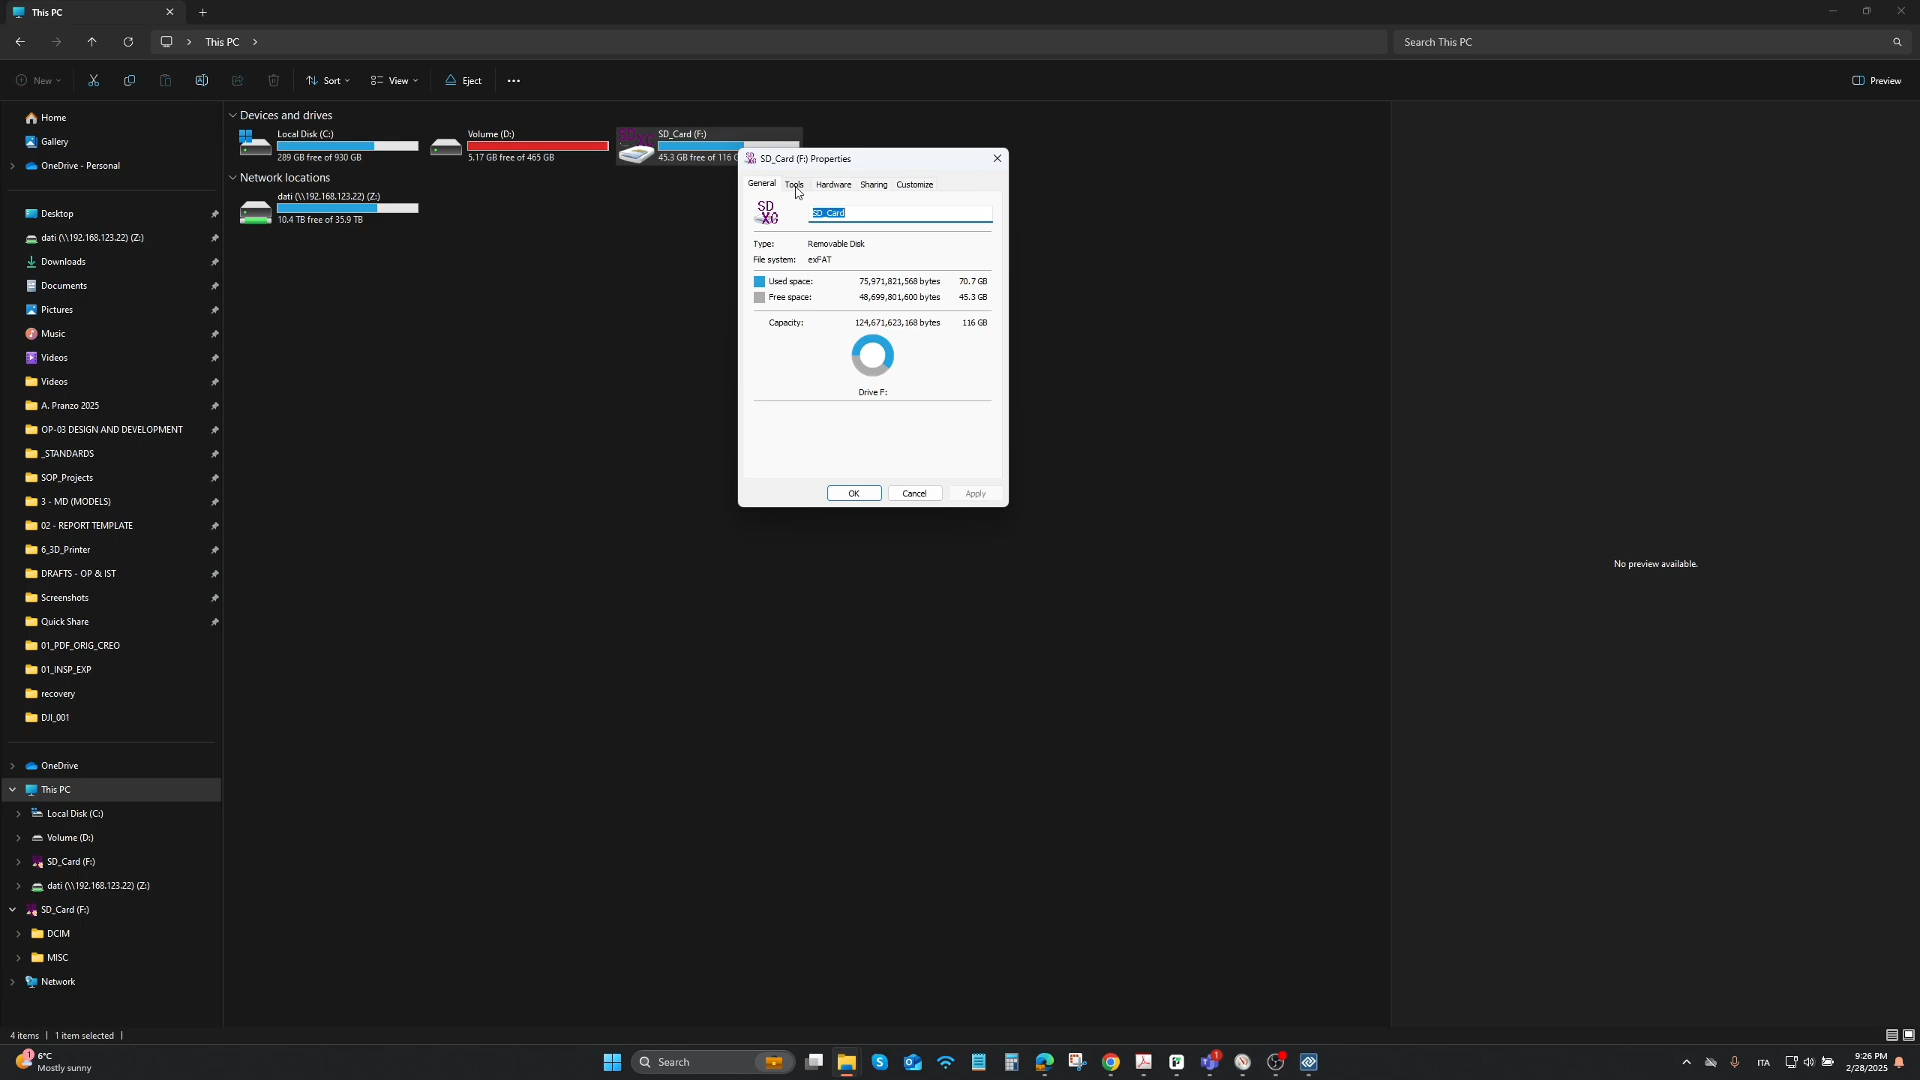 This PC
This PC
Search This PC
New
Sort
View
Eject
Preview
Home
Gallery
OneDrive - Personal
Desktop
dati (\\192.168.123.22) (Z:)
Downloads
Documents
Pictures
Music
Videos
Videos
A. Pranzo 2025
OP-03 DESIGN AND DEVELOPMENT
_STANDARDS
SOP_Projects
3 - MD (MODELS)
02 - REPORT TEMPLATE
6_3D_Printer
DRAFTS - OP & IST
Screenshots
Quick Share
01_PDF_ORIG_CREO
01_INSP_EXP
recovery
DJI_001
OneDrive
This PC
Local Disk (C:)
Volume (D:)
SD_Card (F:)
dati (\\192.168.123.22) (Z:)
SD_Card (F:)
DCIM
MISC
Network
Devices and drives
Local Disk (C:)
289 GB free of 930 GB
Volume (D:)
5.17 GB free of 465 GB
SD_Card (F:)
45.3 GB free of 116 G
Network locations
dati (\\192.168.123.22) (Z:)
10.4 TB free of 35.9 TB
SD_Card (F:) Properties
General Tools Hardware Sharing Customize
SD XC
SD_Card
Type: Removable Disk
File system: exFAT
Used space: 75,971,821,568 bytes 70.7 GB
Free space: 48,699,801,600 bytes 45.3 GB
Capacity: 124,671,623,168 bytes 116 GB
Drive F:
OK Cancel Apply
No preview available.
4 items 1 item selected
1
6°C
Mostly sunny
Search
1
ITA
9:26 PM
2/28/2025